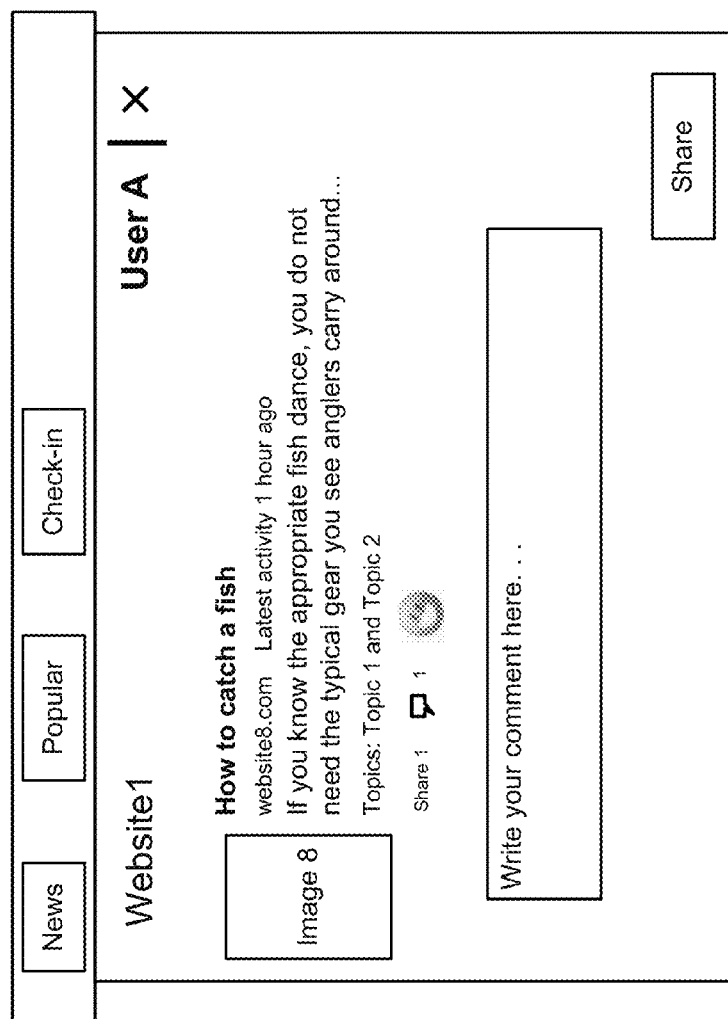 News Popular Check-in
Website1 User A | X
How to catch a fish
website8.com Latest activity 1 hour ago
If you know the appropriate fish dance, you do not
need the typical gear you see anglers carry around...
Topics: Topic 1 and Topic 2
Share 1 1
Image 8
Write your comment here. . .
Share